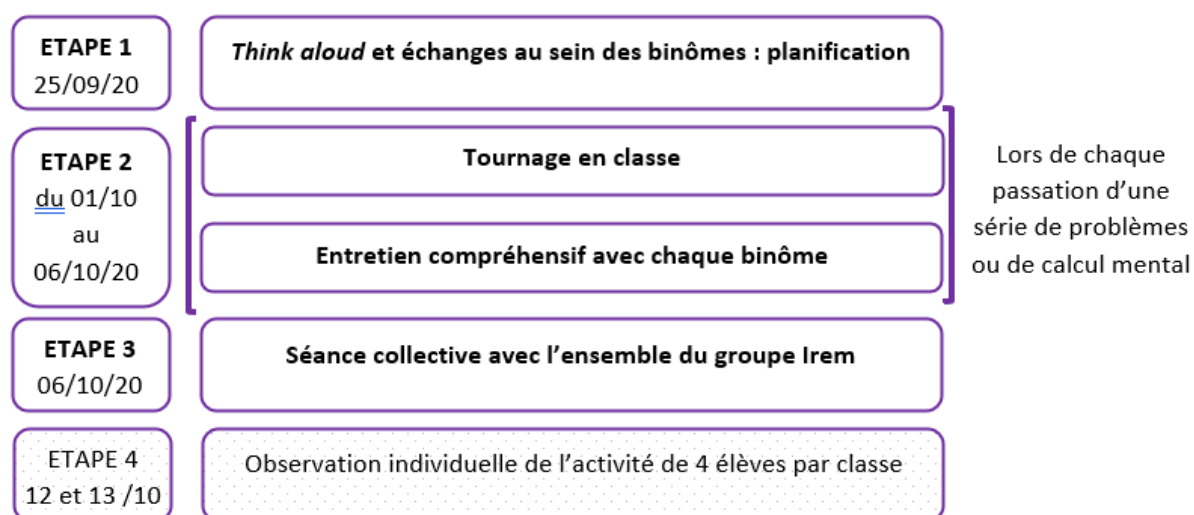 ETAPE 1
25/09/20
Think aloud et échanges au sein des binômes : planification
ETAPE 2
du 01/10
au
06/10/20
Tournage en classe
Entretien compréhensif avec chaque binôme
Lors de chaque
passation d’une
série de problèmes
ou de calcul mental
ETAPE 3
06/10/20
Séance collective avec l’ensemble du groupe Irem
ETAPE 4
12 et 13 /10
Observation individuelle de l’activité de 4 élèves par classe